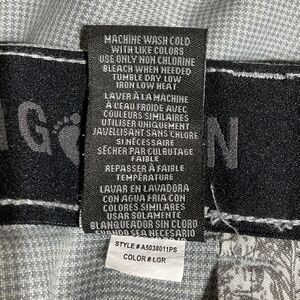 MACHINE WASH COLD
WITH LIKE COLORS
USE ONLY NON CHLORINE
BLEACH WHEN NEEDED
TUMBLE DRY LOW
IRON LOW HEAT
LAVER À LA MACHINE
À L'EAU FROIDE AVEC
COULEURS SIMILAIRES
UTILISER UNIQUEMENT
JAVELLISANT SANS CHLORE
SI NÉCESSAIRE
SÉCHER PAR CULBUTAGE
FAIBLE
REPASSER À FAIBLE
TEMPÉRATURE
LAVAR EN LAVADORA
CON AGUA FRIA CON
COLORES SIMILARES
USAR SOLAMENTE
BLANQUEADOR SIN CLORO
CUANDO SEA NECESARIO
G N
STYLE # A5038011PS
COLOR # LGR